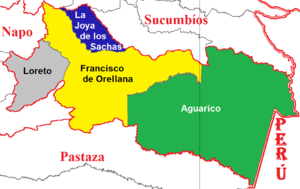 Sucumbíos
Napo
La
Joya
de los
Sachas
Loreto
Francisco
de Orellana
Aguarico
Pastaza
PERÚ